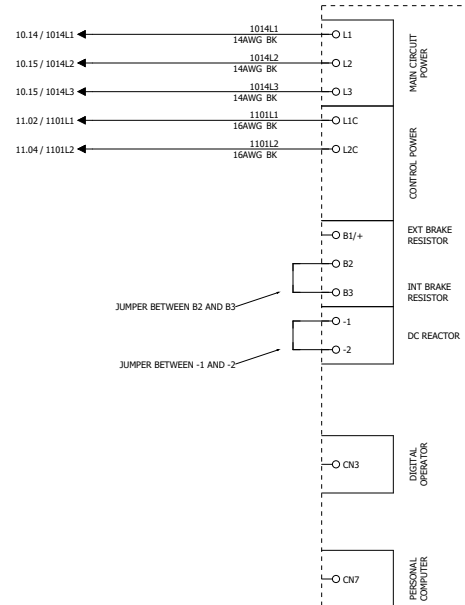 10.14 / 1014L1
1014L1
14AWG BK
L1
10.15 / 1014L2
1014L2
14AWG BK
L2
10.15 / 1014L3
1014L3
14AWG BK
L3
MAIN CIRCUIT
POWER
11.02 / 1101L1
1101L1
16AWG BK
L1C
11.04 / 1101L2
1101L2
16AWG BK
L2C
CONTROL POWER
B1/+
EXT BRAKE
RESISTOR
B2
B3
INT BRAKE
RESISTOR
JUMPER BETWEEN B2 AND B3
-1
-2
DC REACTOR
JUMPER BETWEEN -1 AND -2
CN3
DIGITAL
OPERATOR
CN7
PERSONAL
COMPUTER